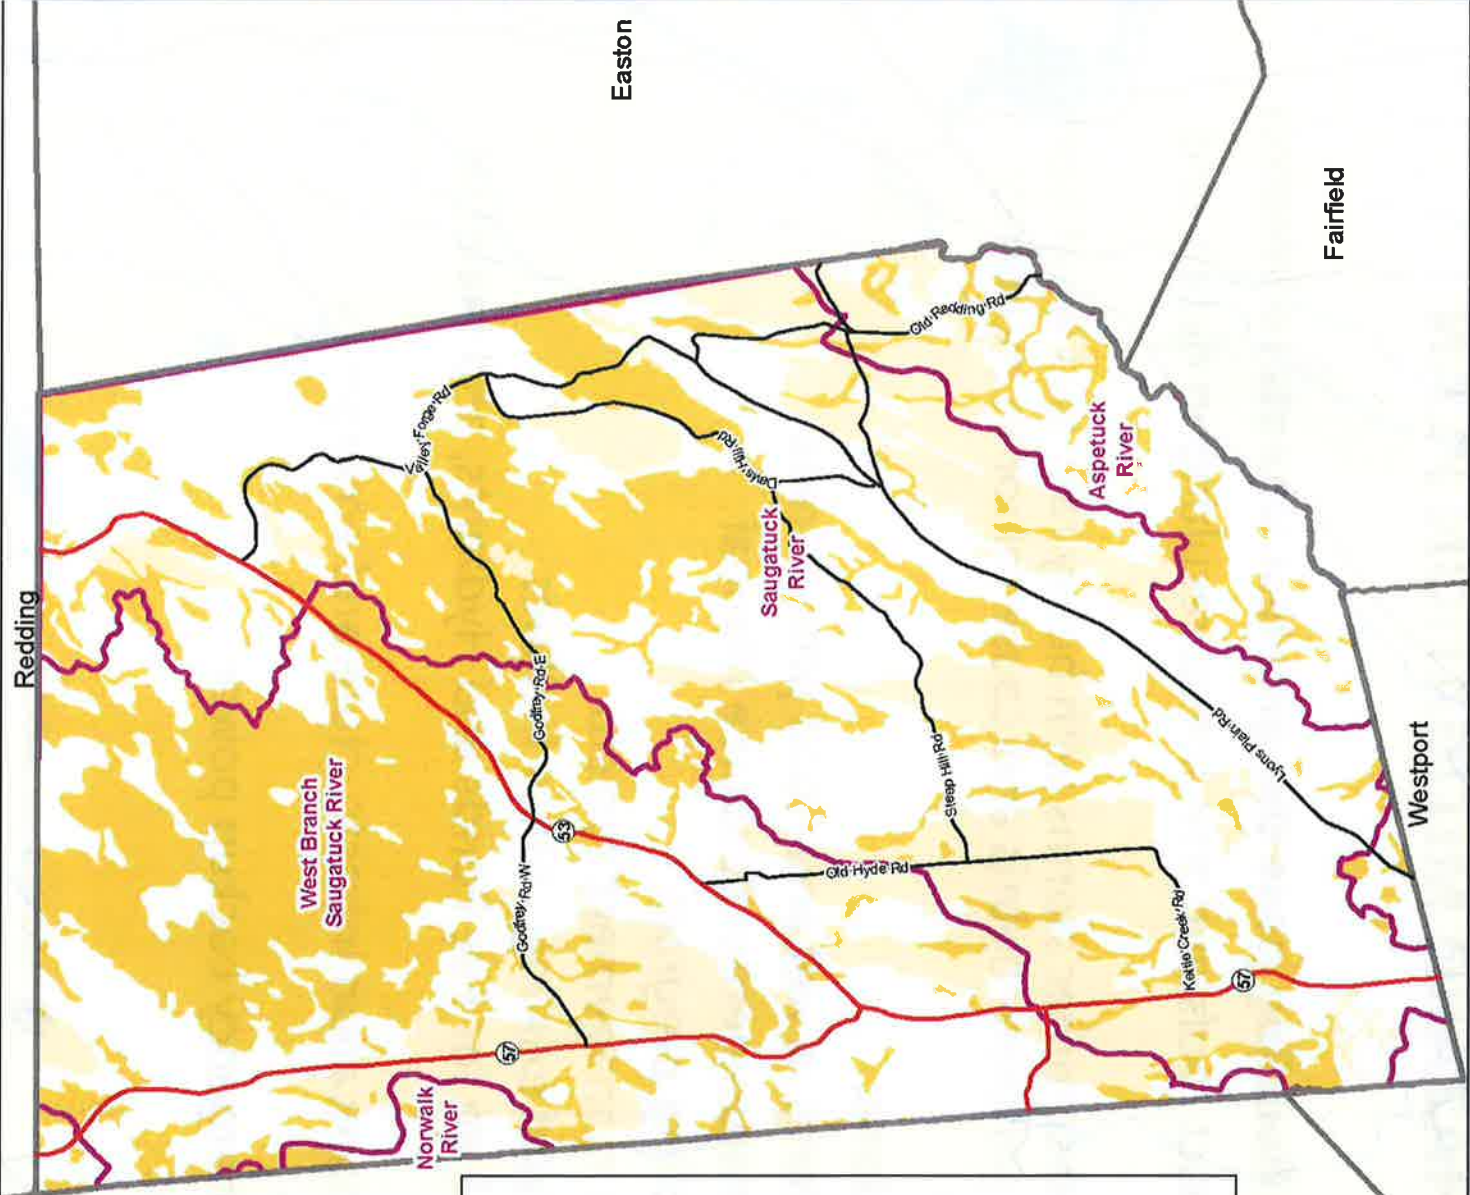 Redding
Easton
Fairfield
Westport
West Branch
Saugatuck River
Saugatuck
River
Aspetuck
River
Norwalk
River
Valley Forge Rd
Godfrey Rd E
Godfrey Rd W
Davis Hill Rd
Old Redding Rd
Steep Hill Rd
Old Hyde Rd
Lyons Plain Rd
Kettle Creek Rd
53
57
57